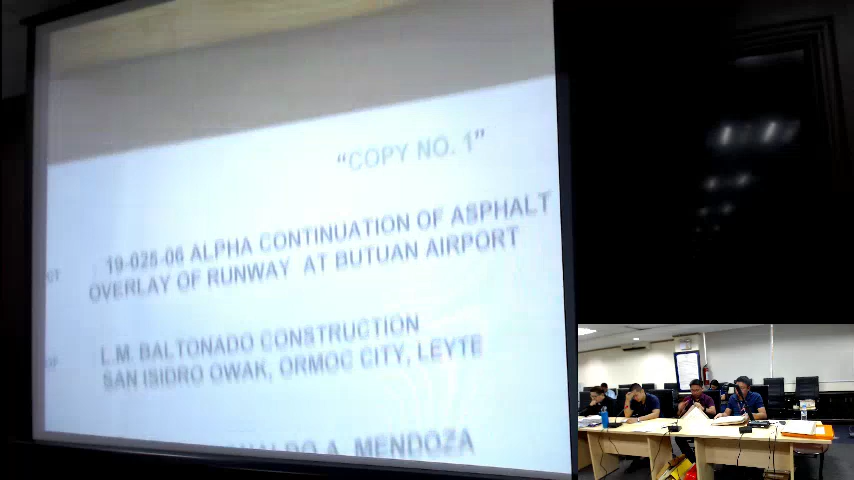 "COPY NO. 1"
19-025-06 ALPHA CONTINUATION OF ASPHALT
OVERLAY OF RUNWAY AT BUTUAN AIRPORT
L.M. BALTONADO CONSTRUCTION
SAN ISIDRO OWAK, ORMOC CITY, LEYTE
A. MENDOZA